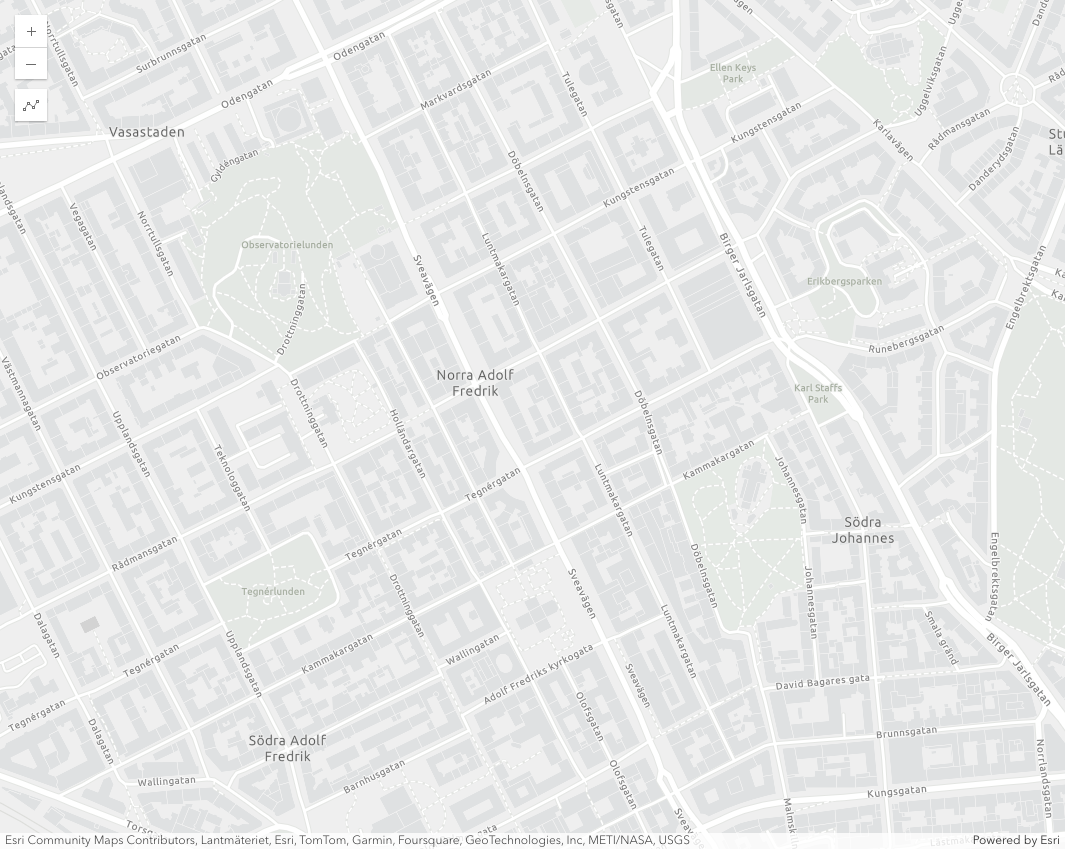 Norrtullsgatan
Surbrunnsgatan
Odengatan
Odengatan
Markvardsgatan
Tulegatan
Ellen Keys
Park
Kungstensgatan
Karlavägen
Uggelviksgatan
Rådmansgatan
Danderydsgatan
Vasastaden
Gyldéngatan
Döbelnsgatan
Kungstensgatan
Vegagatan
Norrtullsgatan
Observatorielunden
Sveavägen
Luntmakargatan
Tulegatan
Birger Jarlsgatan
Erikbergsparken
Engelbrektsgatan
Drottninggatan
Observatoriegatan
Runebergsgatan
Västmannagatan
Norra Adolf
Fredrik
Karl Staffs
Park
Upplandsgatan
Drottninggatan
Holländargatan
Döbelnsgatan
Teknologgatan
Kungstensgatan
Tegnérgatan
Luntmakargatan
Kammakargatan
Johannesgatan
Södra
Johannes
Rådmansgatan
Tegnérgatan
Tegnérlunden
Drottninggatan
Sveavägen
Döbelnsgatan
Johannesgatan
Engelbrektsgatan
Dalagatan
Upplandsgatan
Tegnérgatan
Kammakargatan
Wallingatan
Adolf Fredriks kyrkogata
Luntmakargatan
Smala gränd
Birger Jarlsgatan
Sveavägen
David Bagares gata
Tegnérgatan
Dalagatan
Södra Adolf
Fredrik
Olofsgatan
Brunnsgatan
Wallingatan
Barnhusgatan
Olofsgatan
Kungsgatan
Norrlandsgatan
Esri Community Maps Contributors, Lantmäteriet, Esri, TomTom, Garmin, Foursquare, GeoTechnologies, Inc, METI/NASA, USGS
Powered by Esri